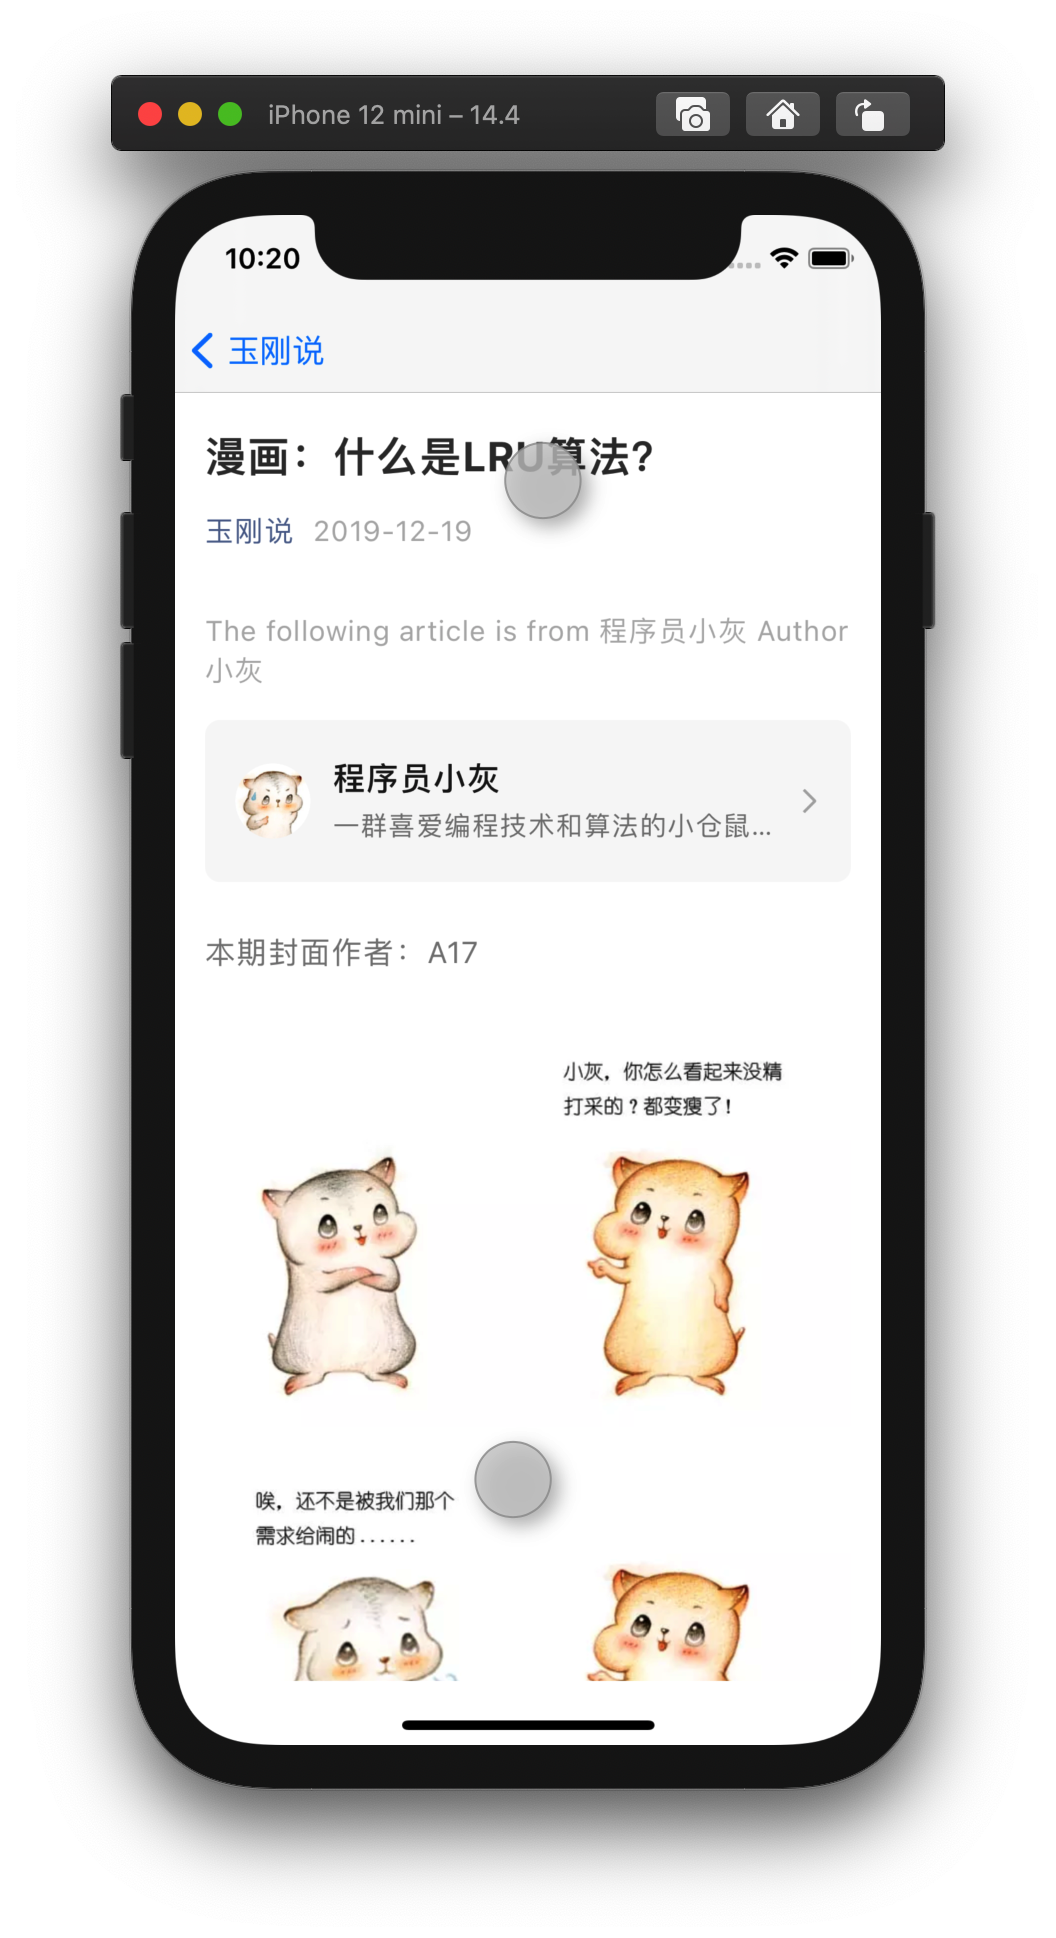 iPhone 12 mini – 14.4
10:20
玉刚说
漫画：什么是LRU算法?
玉刚说 2019-12-19
The following article is from 程序员小灰 Author
小灰
程序员小灰
一群喜爱编程技术和算法的小仓鼠...
本期封面作者：A17
小灰，你怎么看起来没精
打采的？都变瘦了！
唉，还不是被我们那个
需求给闹的......